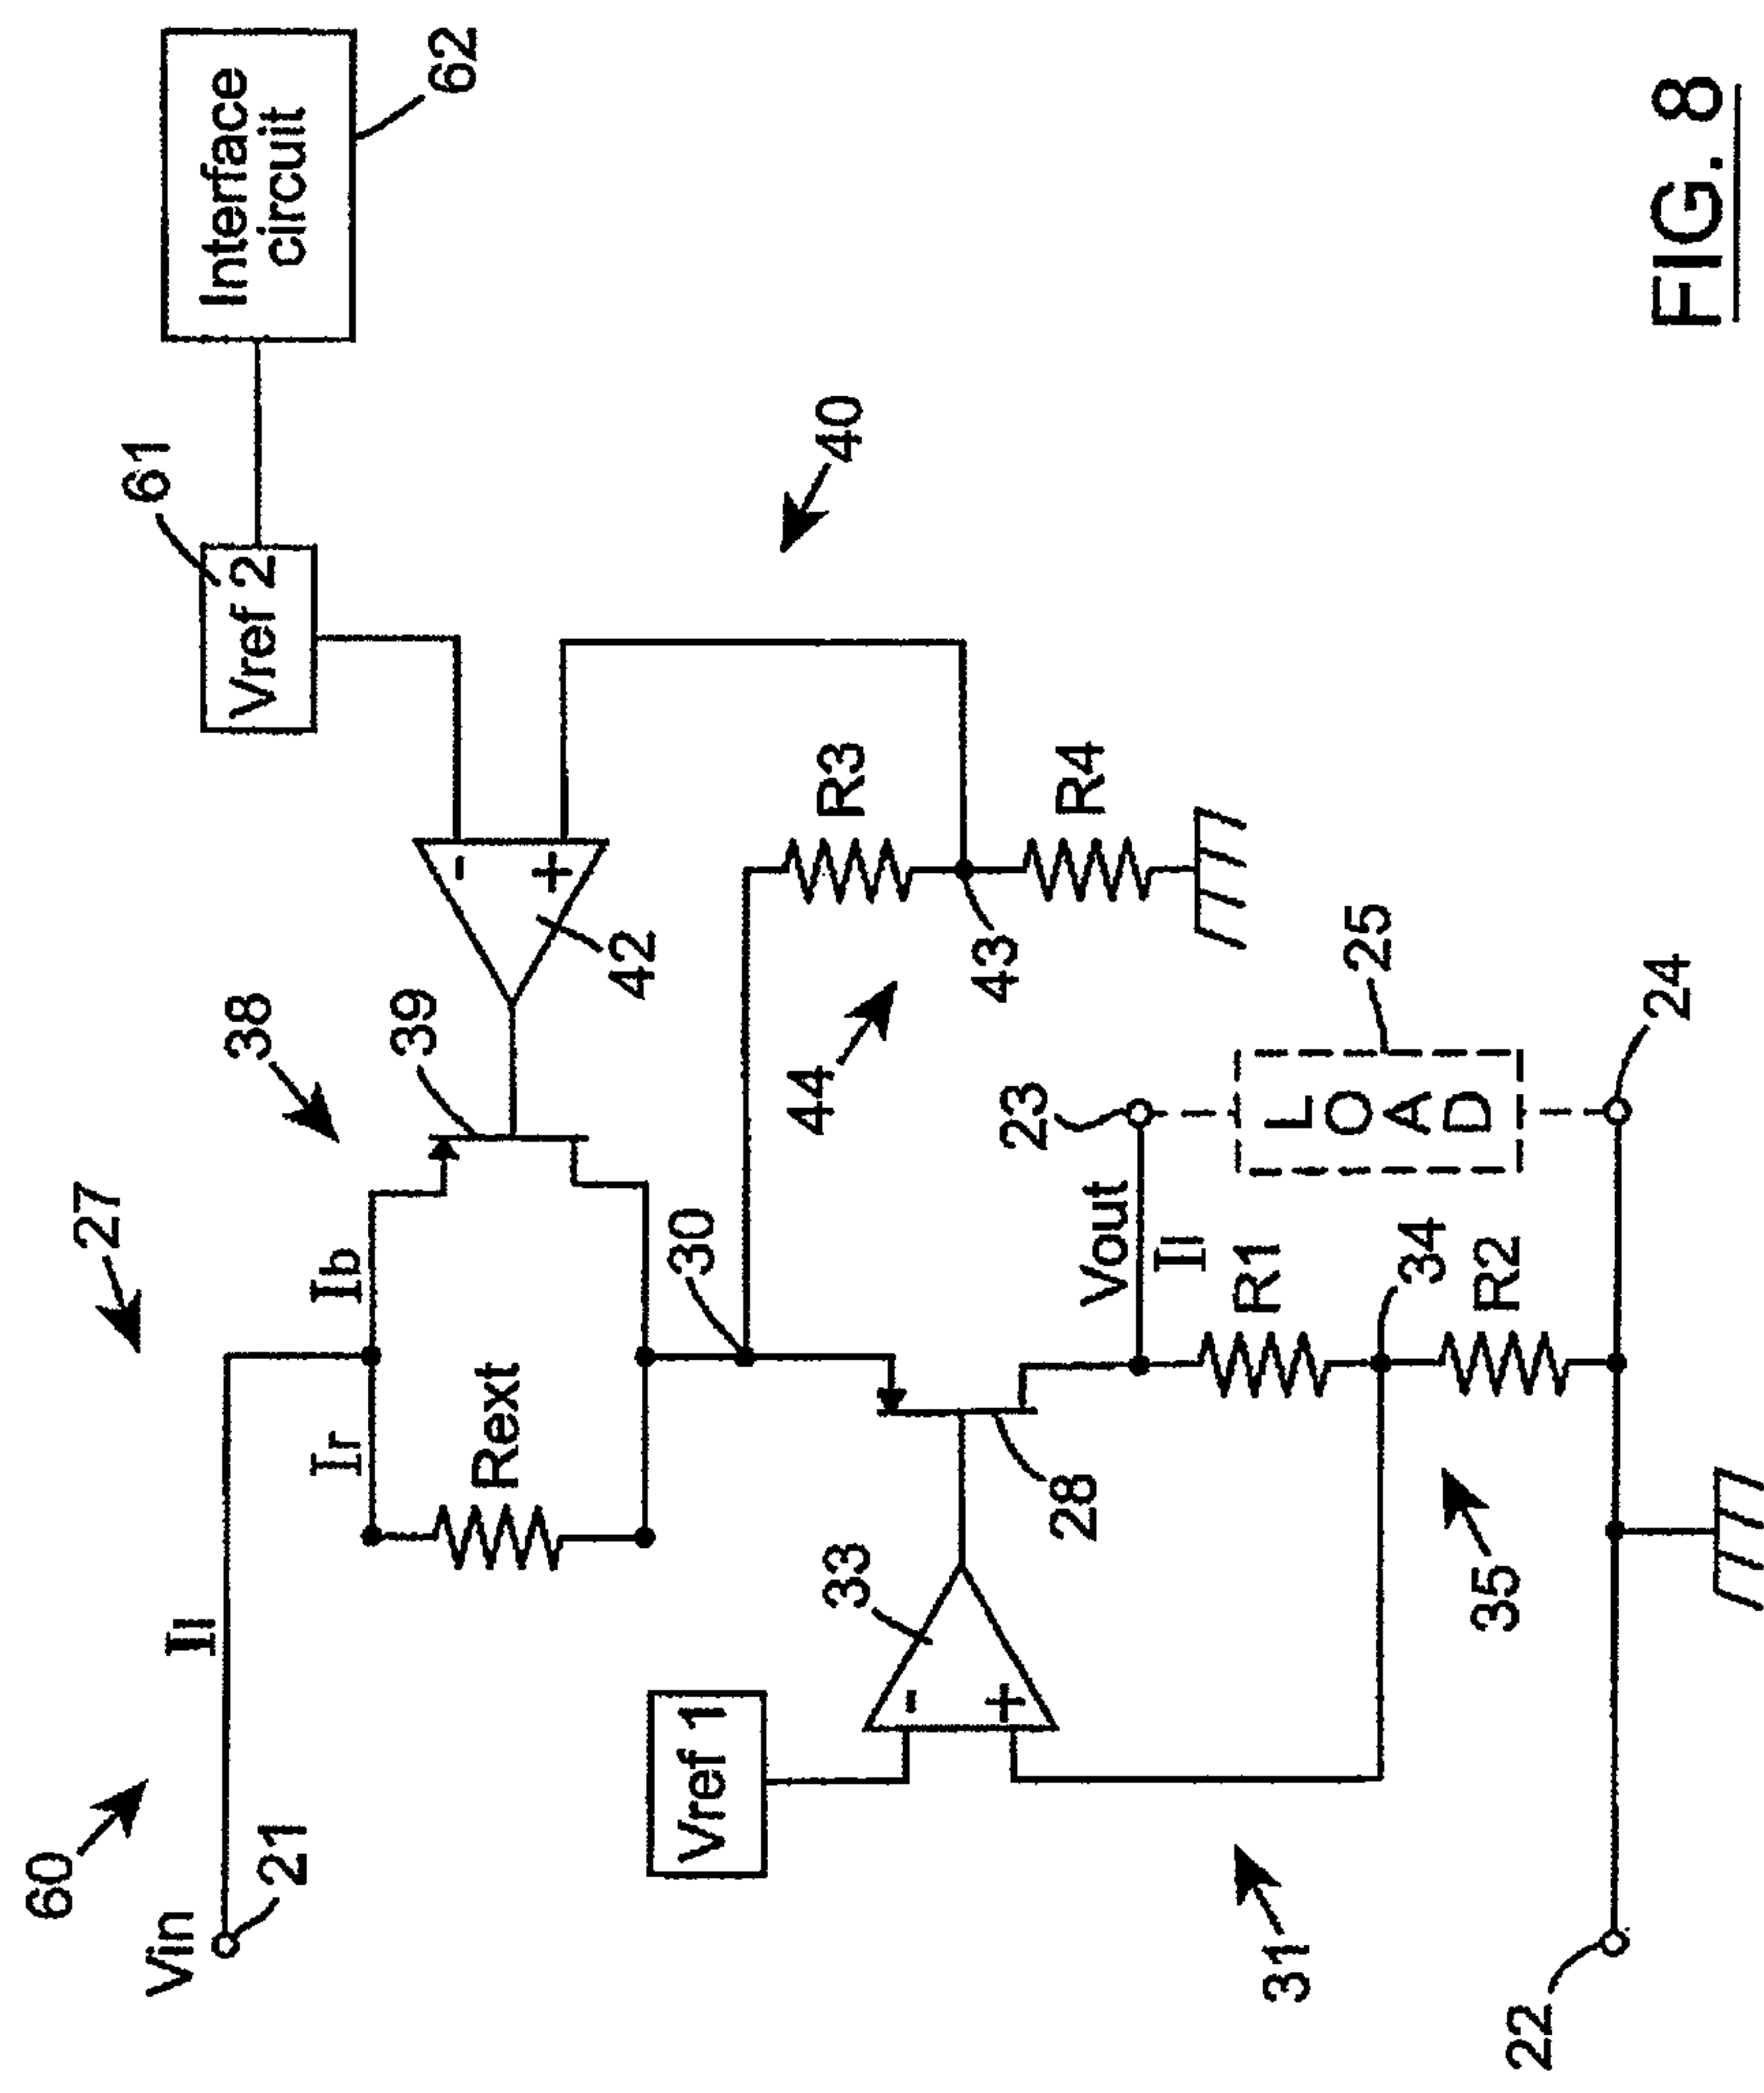 60
Vin
21
Il
27
Ir
Ib
Rext
38
39
61
Vref 2
Interface
circuit
62
-
+
42
40
30
44
R3
43
R4
Vref 1
33
-
+
28
Vout
Il
23
R1
34
R2
LOAD
25
24
31
35
22
FIG. 8